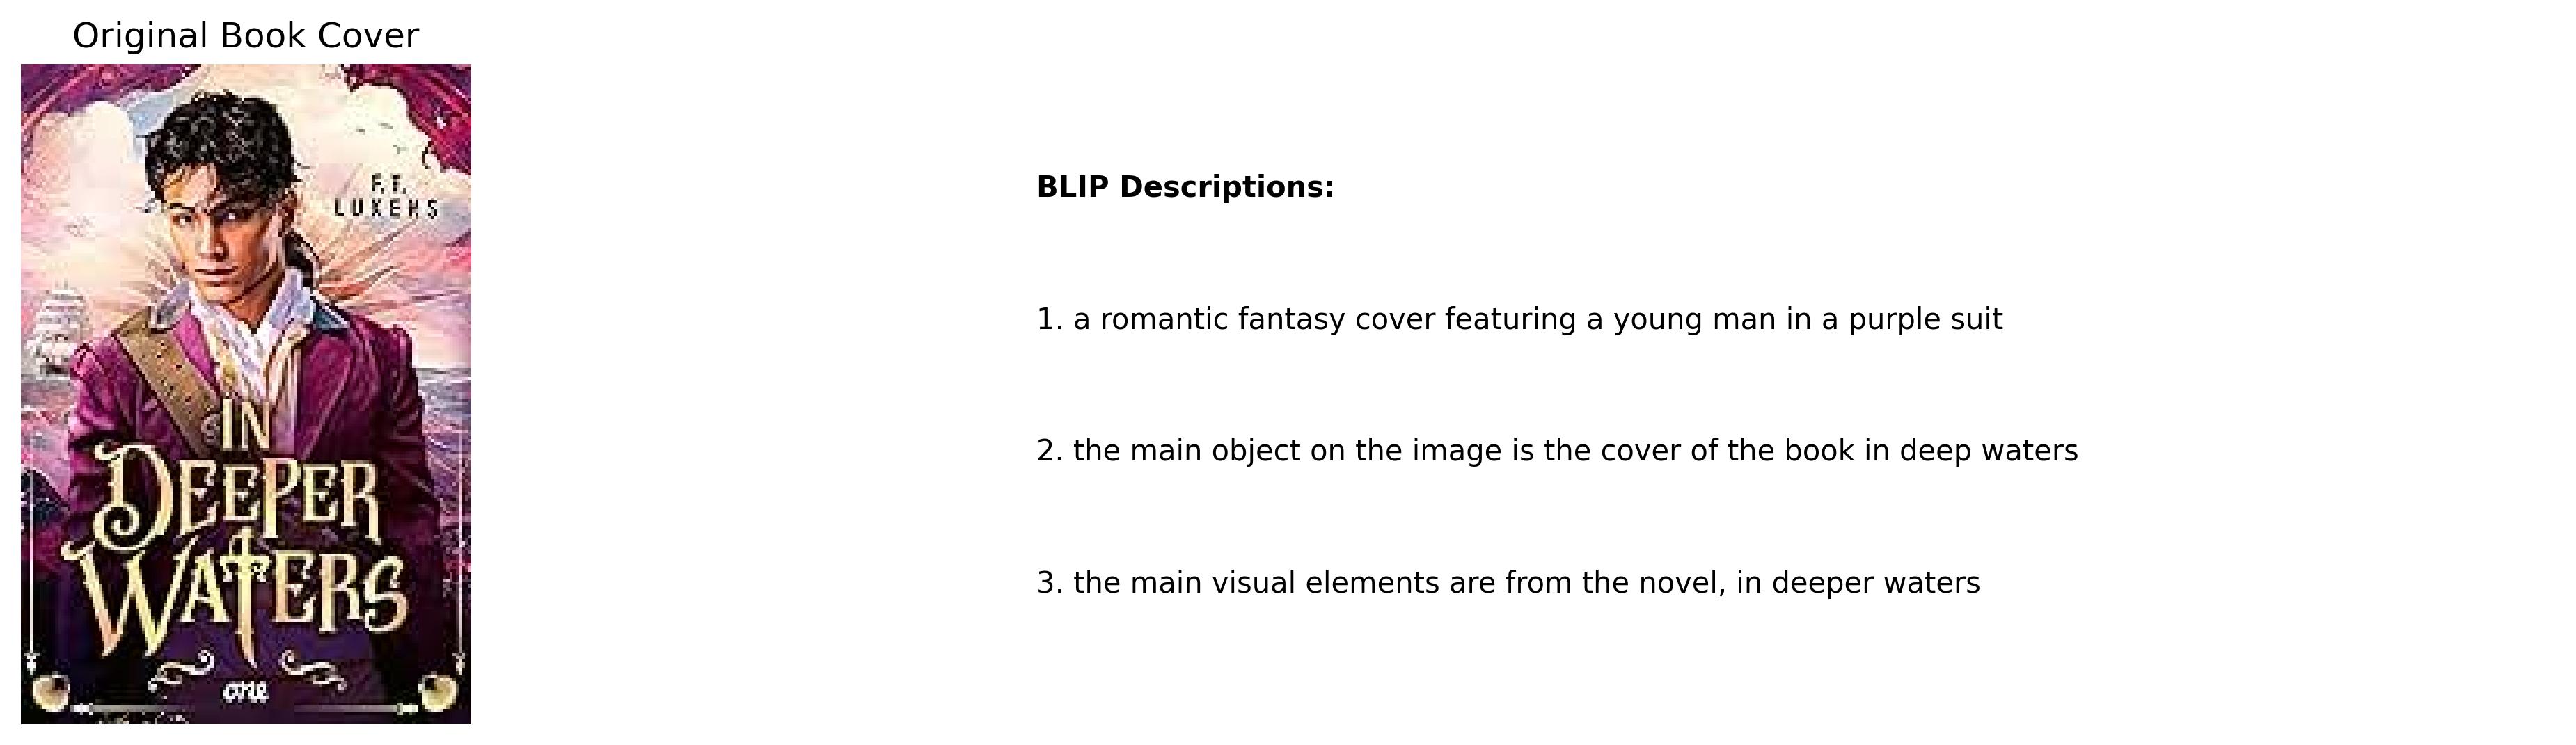 Original Book Cover
F.T.
LUKENS
IN
DEEPER
WATERS
one
BLIP Descriptions:
1. a romantic fantasy cover featuring a young man in a purple suit
2. the main object on the image is the cover of the book in deep waters
3. the main visual elements are from the novel, in deeper waters